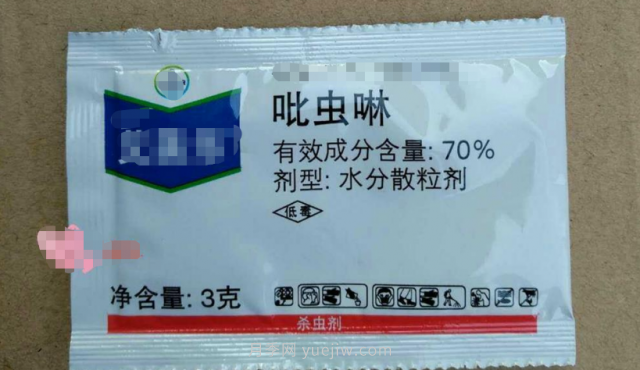 吡虫啉
有效成分含量: 70%
剂型: 水分散粒剂
低毒
净含量: 3克
杀虫剂
yuejnw.com